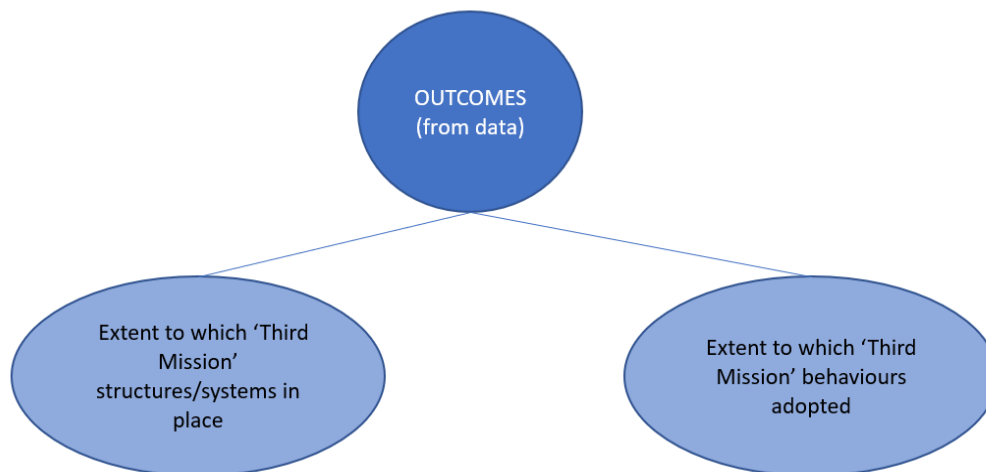 OUTCOMES
(from data)
Extent to which ‘Third
Mission’
structures/systems in
place
Extent to which ‘Third
Mission’ behaviours
adopted